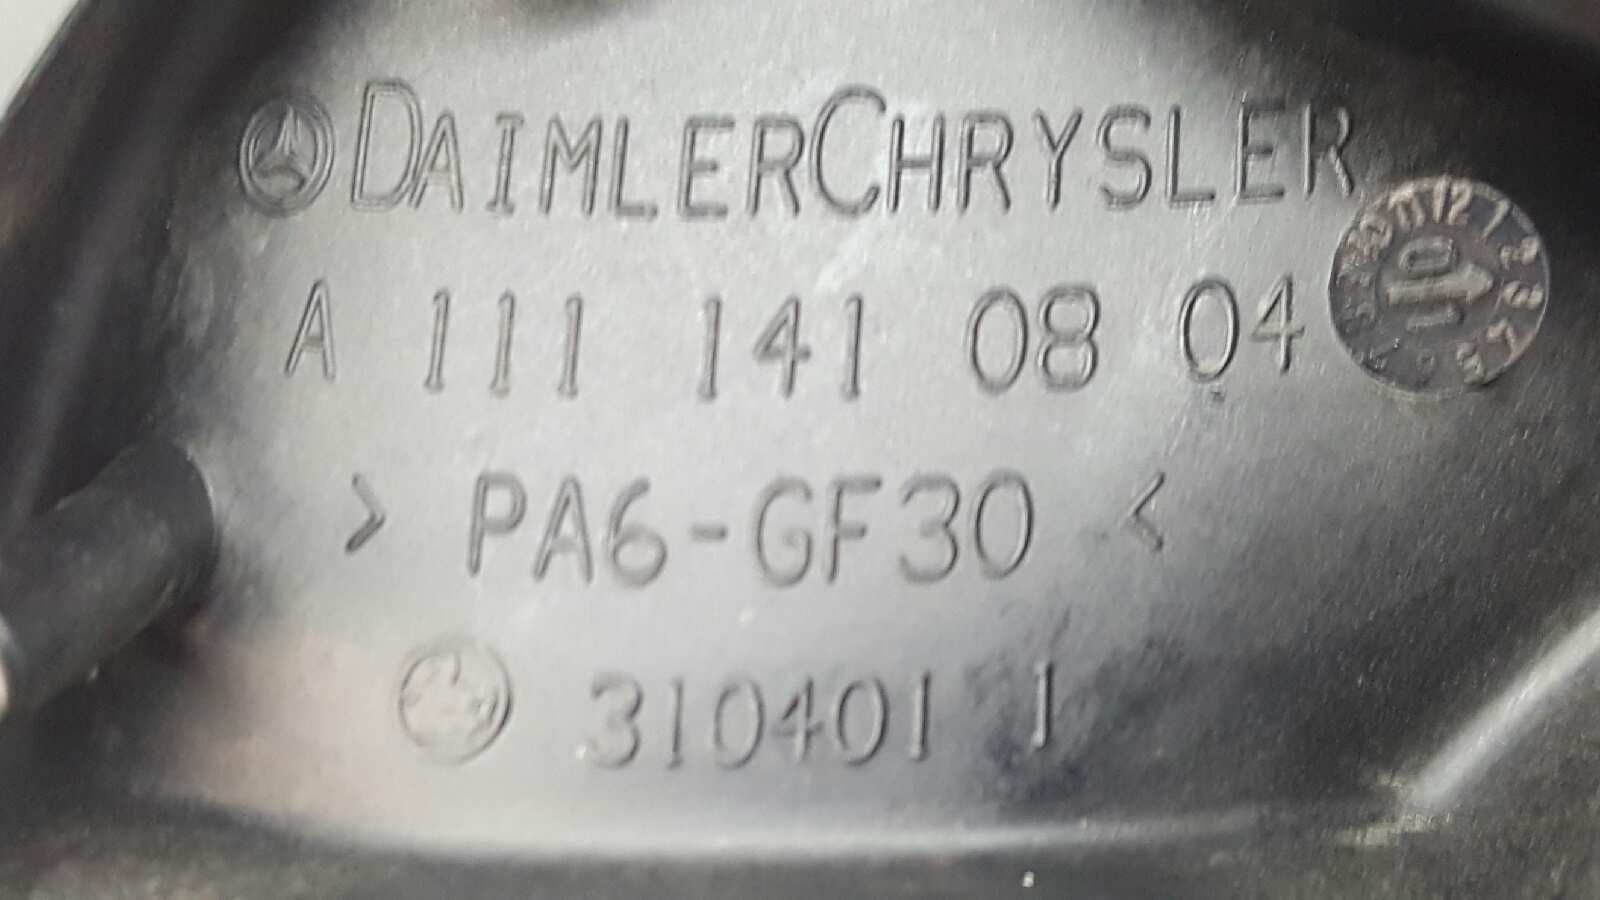 DAIMLERCHRYSLER
A 111 141 08 04
> PA6-GF30 <
310401 1